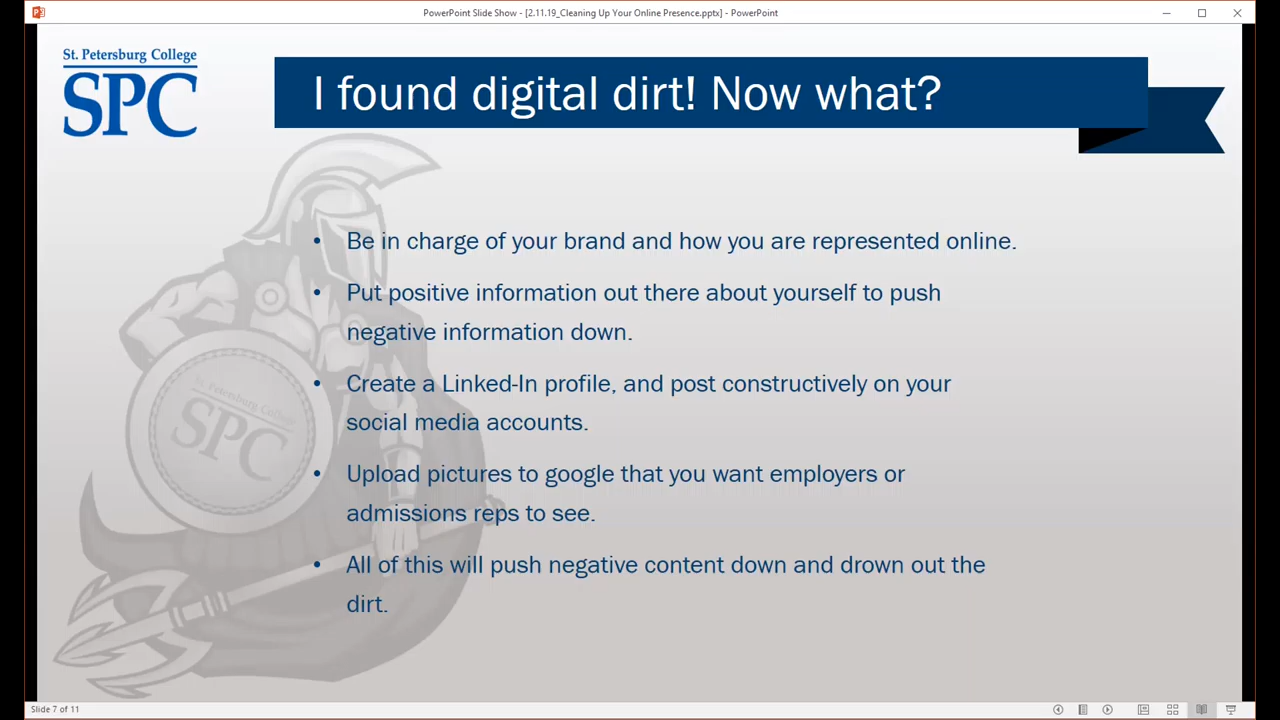 PowerPoint Slide Show - [2.11.19_Cleaning Up Your Online Presence.pptx] - PowerPoint
St. Petersburg College
SPC
I found digital dirt! Now what?
• Be in charge of your brand and how you are represented online.
• Put positive information out there about yourself to push
negative information down.
• Create a Linked-In profile, and post constructively on your
social media accounts.
• Upload pictures to google that you want employers or
admissions reps to see.
• All of this will push negative content down and drown out the
dirt.
St. Petersburg College
SPC
Slide 7 of 11